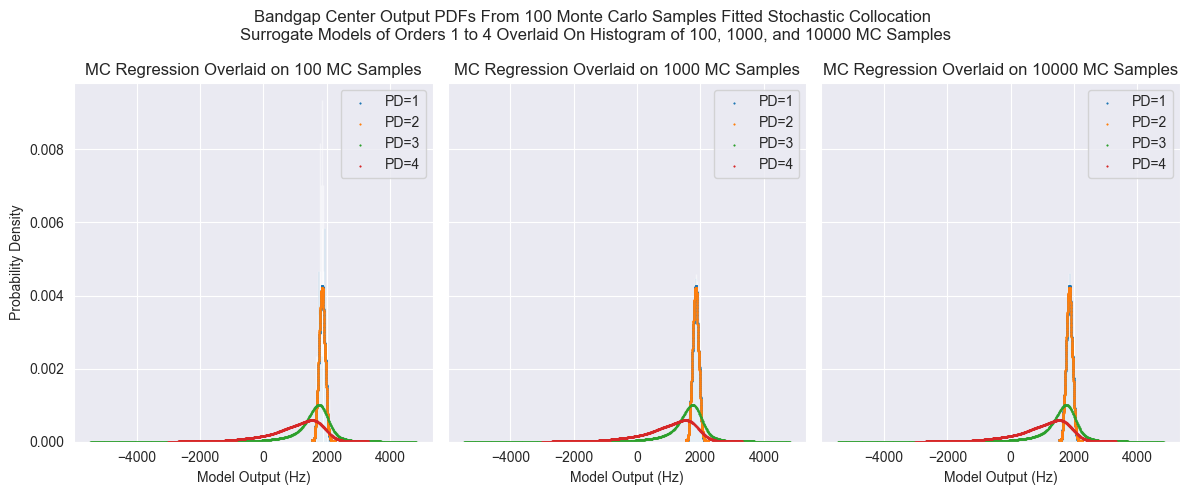 Bandgap Center Output PDFs From 100 Monte Carlo Samples Fitted Stochastic Collocation
Surrogate Models of Orders 1 to 4 Overlaid On Histogram of 100, 1000, and 10000 MC Samples
MC Regression Overlaid on 100 MC Samples
PD=1
PD=2
PD=3
PD=4
0.008
0.006
0.004
0.002
0.000
Probability Density
−4000 −2000 0 2000 4000
Model Output (Hz)
MC Regression Overlaid on 1000 MC Samples
PD=1
PD=2
PD=3
PD=4
−4000 −2000 0 2000 4000
Model Output (Hz)
MC Regression Overlaid on 10000 MC Samples
PD=1
PD=2
PD=3
PD=4
−4000 −2000 0 2000 4000
Model Output (Hz)